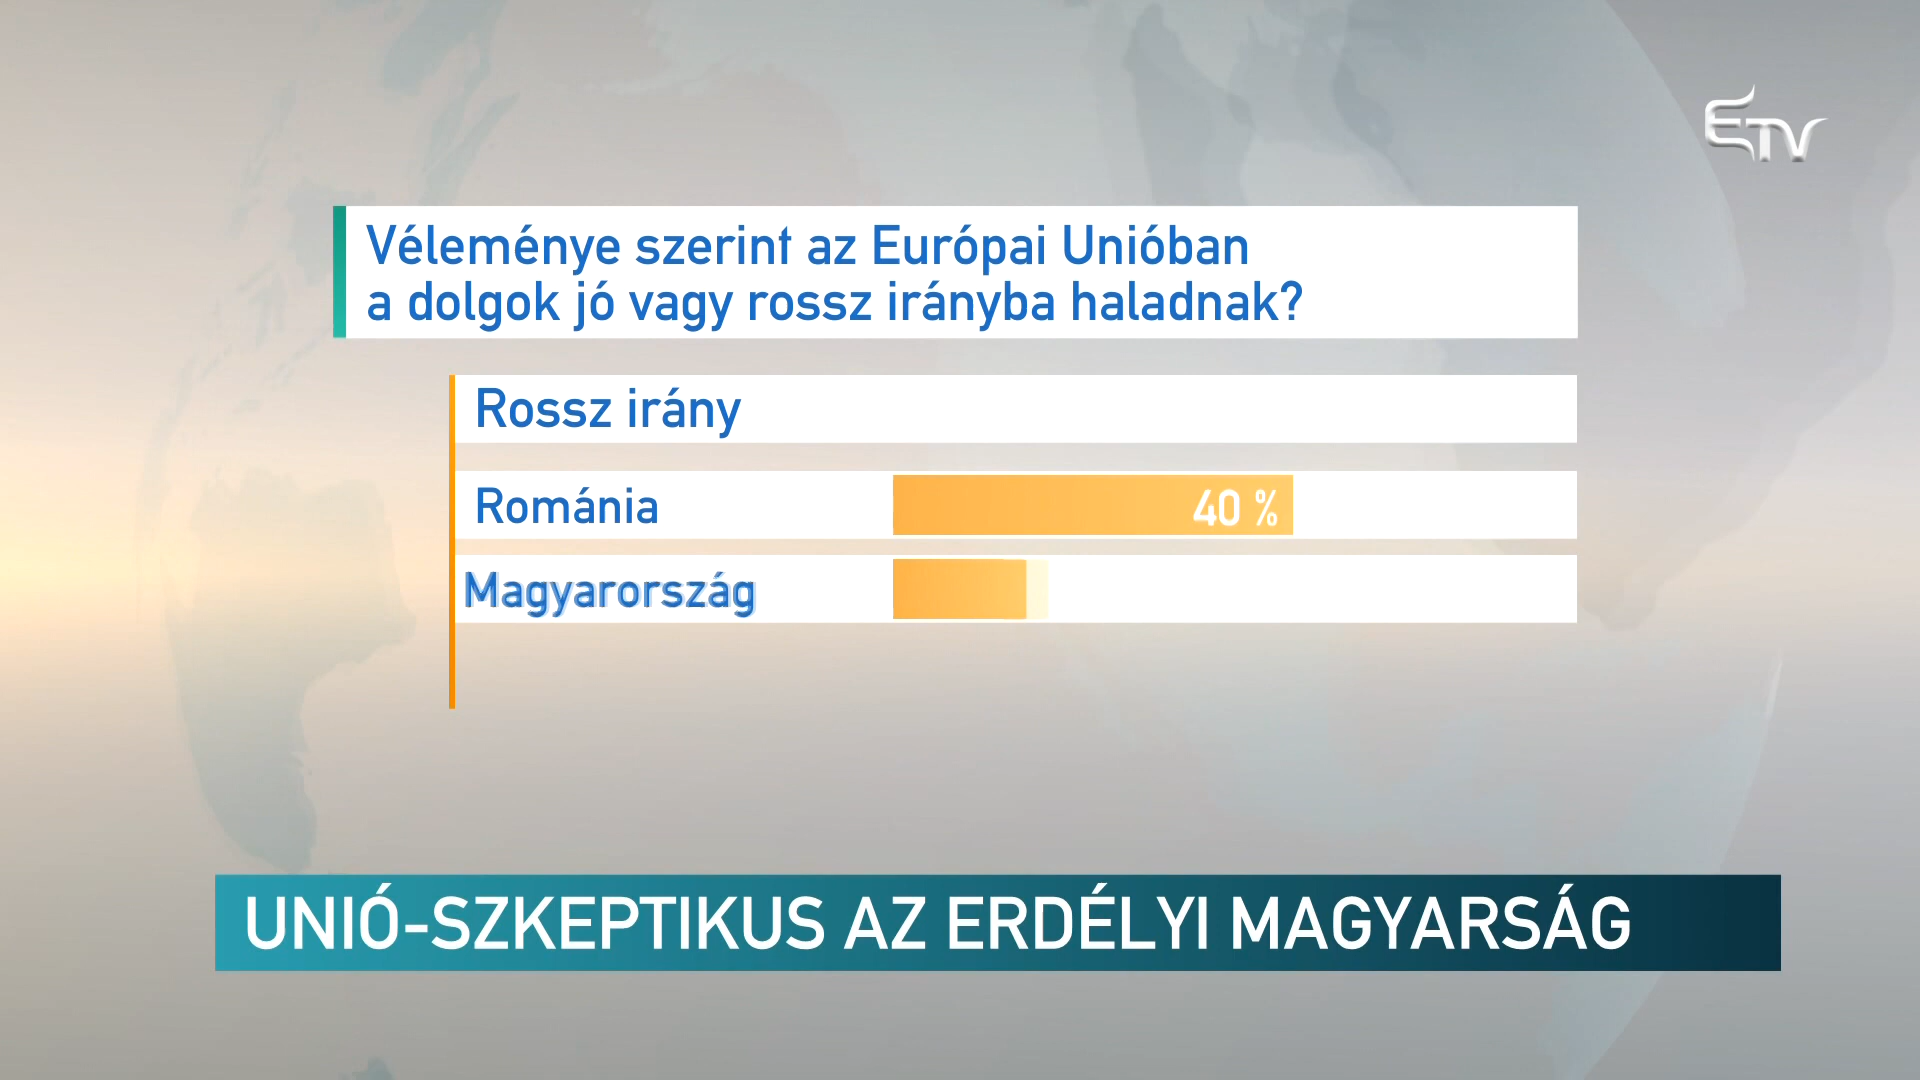 ETV
Véleménye szerint az Európai Unióban
a dolgok jó vagy rossz irányba haladnak?
Rossz irány
Románia 40 %
Magyarország
UNIÓ-SZKEPTIKUS AZ ERDÉLYI MAGYARSÁG